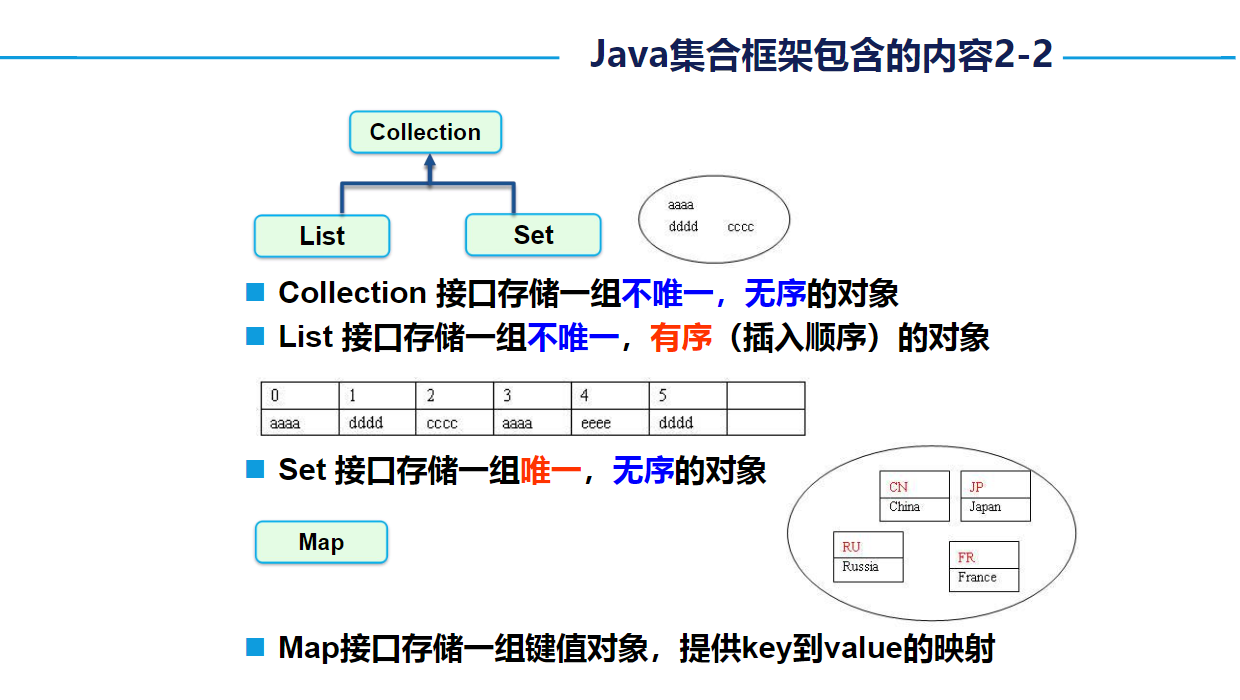 Java集合框架包含的内容2-2
Collection
List
Set
aaaa
dddd cccc
Collection 接口存储一组不唯一，无序的对象
List 接口存储一组不唯一，有序（插入顺序）的对象
0 1 2 3 4 5
aaaa dddd cccc aaaa eeee dddd
Set 接口存储一组唯一，无序的对象
CN
China
JP
Japan
RU
Russia
FR
France
Map
Map接口存储一组键值对象，提供key到value的映射